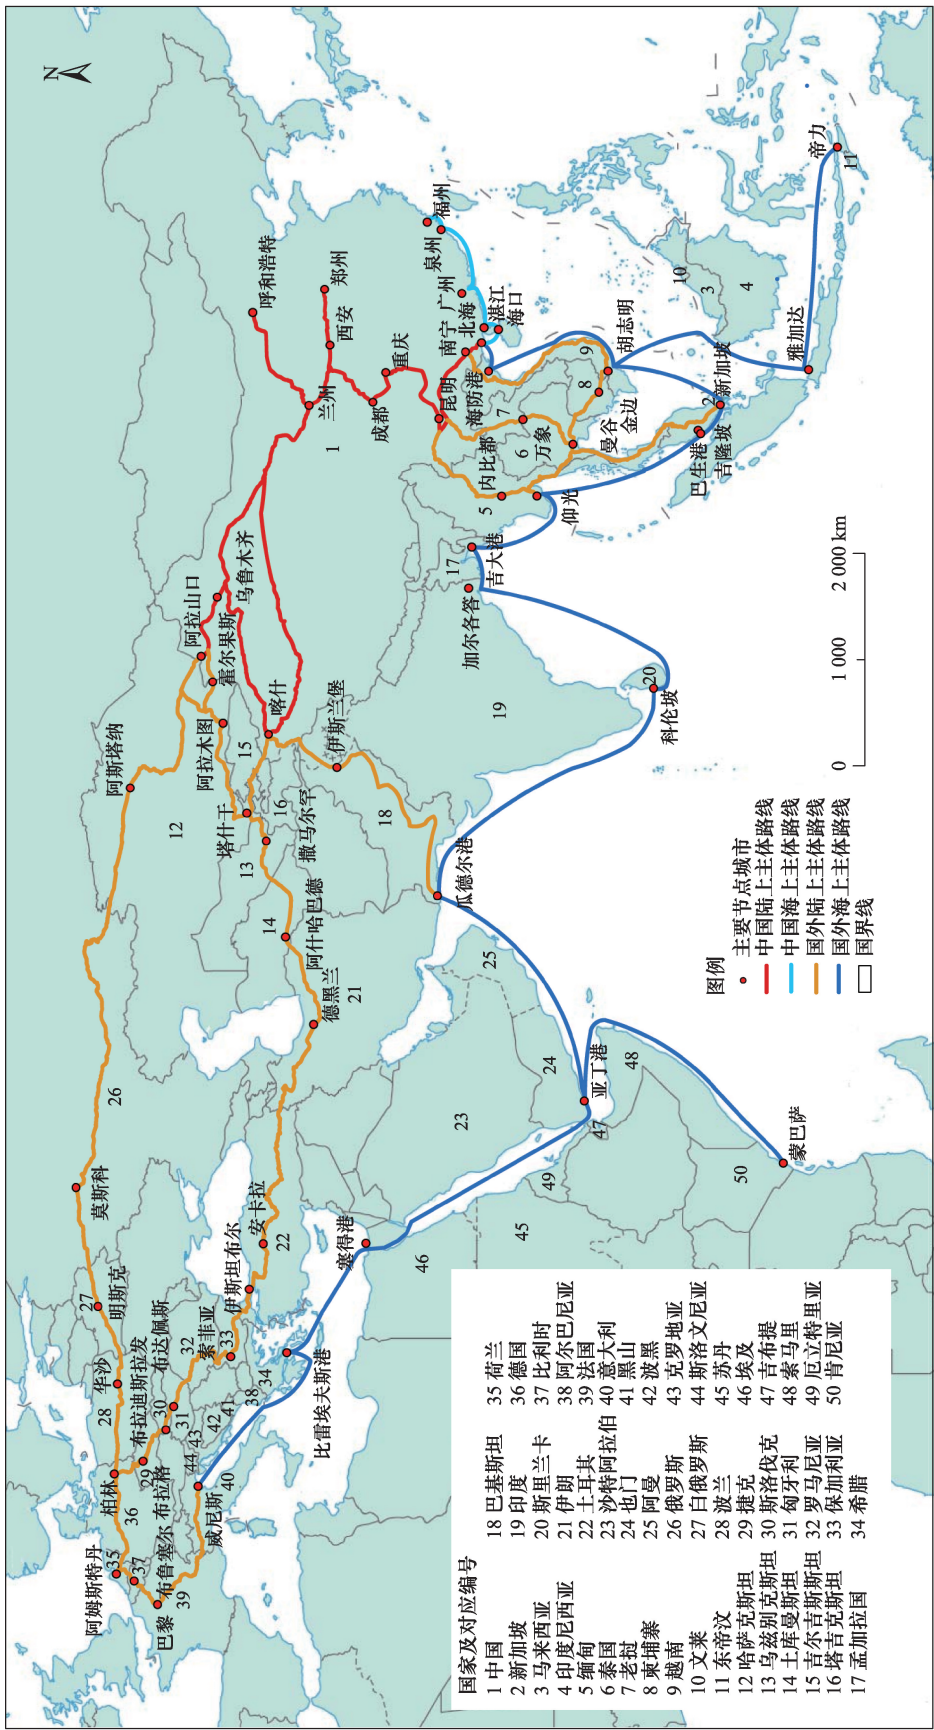 N
阿姆斯特丹
35
37
布鲁塞尔
巴黎
39
36
柏林
29
布拉格
布拉迪斯拉发
30
31
布达佩斯
28
华沙
27
明斯克
莫斯科
26
44
43
42
41
40
威尼斯
38
34
32
索菲亚
33
伊斯坦布尔
安卡拉
22
比雷埃夫斯港
塞得港
46
45
49
47
48
50
蒙巴萨
亚丁港
24
23
25
德黑兰
21
阿什哈巴德
14
13
撒马尔罕
16
塔什干
15
阿拉木图
12
阿斯塔纳
霍尔果斯
阿拉山口
乌鲁木齐
喀什
伊斯兰堡
18
瓜德尔港
19
20
科伦坡
加尔各答
17
吉大港
1
兰州
呼和浩特
西安
郑州
成都
重庆
昆明
南宁
广州
北海
湛江
海口
泉州
福州
海防港
5
内比都
仰光
6
万象
7
曼谷
8
金边
9
胡志明
巴生港
吉隆坡
2
新加坡
10
3
4
雅加达
帝力
11
0
1 000
2 000 km
图例
主要节点城市
中国陆上主体路线
中国海上主体路线
国外陆上主体路线
国外海上主体路线
国界线
国家及对应编号
1 中国
2 新加坡
3 马来西亚
4 印度尼西亚
5 缅甸
6 泰国
7 老挝
8 柬埔寨
9 越南
10 文莱
11 东帝汶
12 哈萨克斯坦
13 乌兹别克斯坦
14 土库曼斯坦
15 吉尔吉斯斯坦
16 塔吉克斯坦
17 孟加拉国
18 巴基斯坦
19 印度
20 斯里兰卡
21 伊朗
22 土耳其
23 沙特阿拉伯
24 也门
25 阿曼
26 俄罗斯
27 白俄罗斯
28 波兰
29 捷克
30 斯洛伐克
31 匈牙利
32 罗马尼亚
33 保加利亚
34 希腊
35 荷兰
36 德国
37 比利时
38 阿尔巴尼亚
39 法国
40 意大利
41 黑山
42 波黑
43 克罗地亚
44 斯洛文尼亚
45 苏丹
46 埃及
47 吉布提
48 索马里
49 厄立特里亚
50 肯尼亚